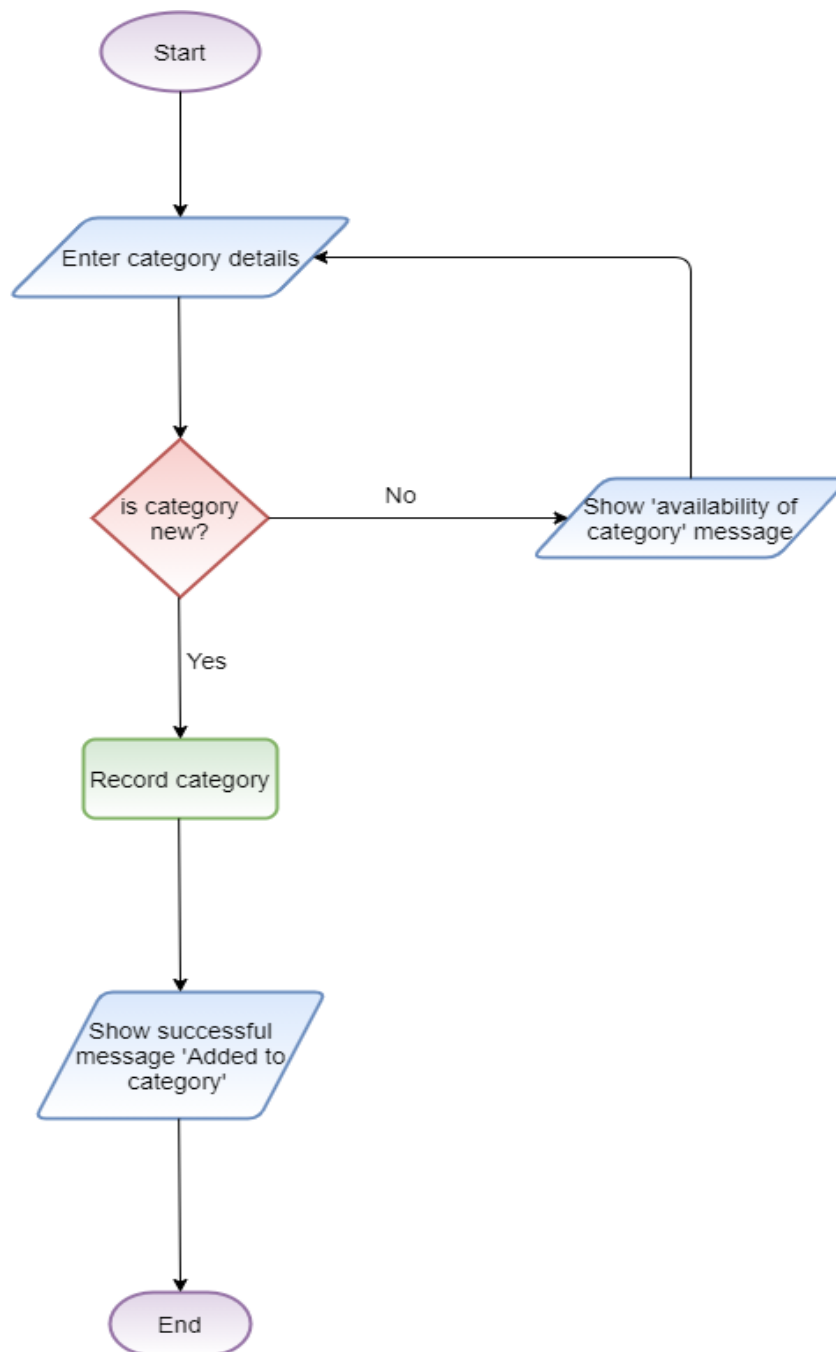 Start
Enter category details
is category
new?
No
Show 'availability of
category' message
Yes
Record category
Show successful
message 'Added to
category'
End